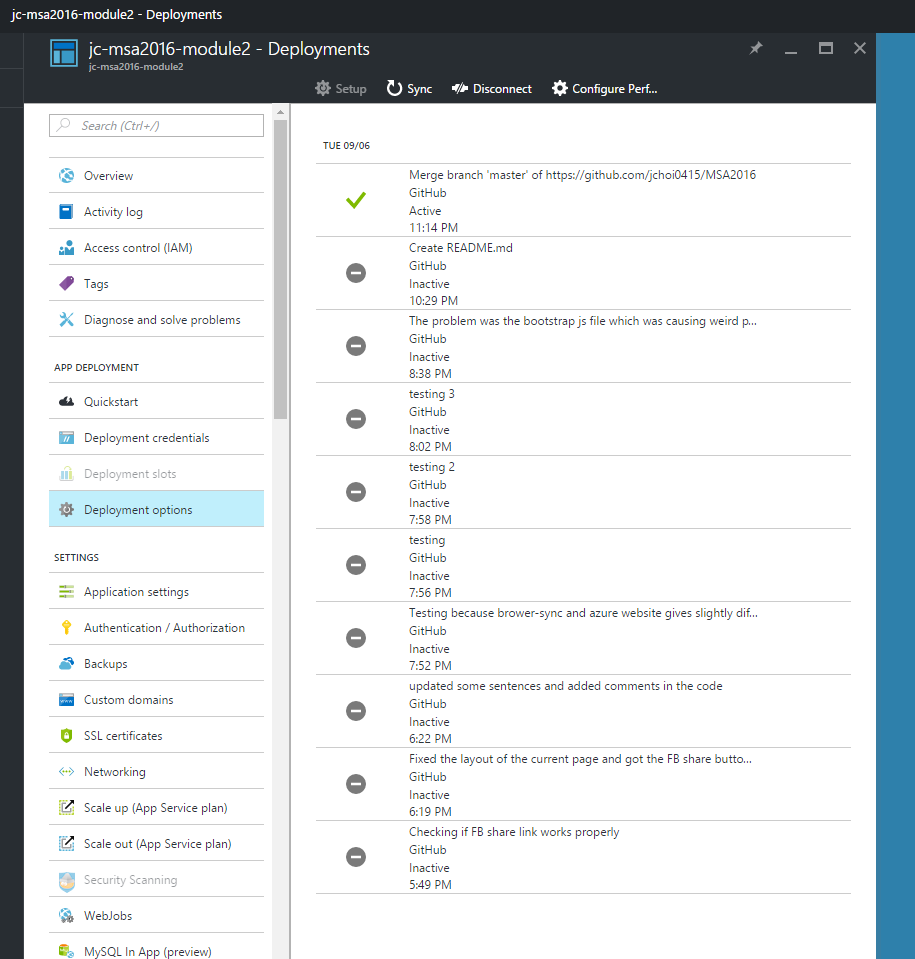 jc-msa2016-module2 - Deployments
jc-msa2016-module2 - Deployments
jc-msa2016-module2
Setup Sync Disconnect Configure Perf...
Search (Ctrl+/)
Overview
Activity log
Access control (IAM)
Tags
Diagnose and solve problems
APP DEPLOYMENT
Quickstart
Deployment credentials
Deployment slots
Deployment options
SETTINGS
Application settings
Authentication / Authorization
Backups
Custom domains
SSL certificates
Networking
Scale up (App Service plan)
Scale out (App Service plan)
Security Scanning
WebJobs
MySQL In App (preview)
TUE 09/06
Merge branch 'master' of https://github.com/jchoi0415/MSA2016
GitHub
Active
11:14 PM
Create README.md
GitHub
Inactive
10:29 PM
The problem was the bootstrap js file which was causing weird p...
GitHub
Inactive
8:38 PM
testing 3
GitHub
Inactive
8:02 PM
testing 2
GitHub
Inactive
7:58 PM
testing
GitHub
Inactive
7:56 PM
Testing because brower-sync and azure website gives slightly dif...
GitHub
Inactive
7:52 PM
updated some sentences and added comments in the code
GitHub
Inactive
6:22 PM
Fixed the layout of the current page and got the FB share butto...
GitHub
Inactive
6:19 PM
Checking if FB share link works properly
GitHub
Inactive
5:49 PM